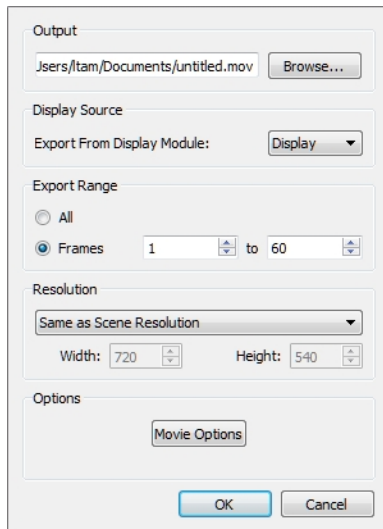 Output
Jsers/ltam/Documents/untitled.mov Browse...
Display Source
Export From Display Module: Display
Export Range
All
Frames 1 to 60
Resolution
Same as Scene Resolution
Width: 720 Height: 540
Options
Movie Options
OK Cancel